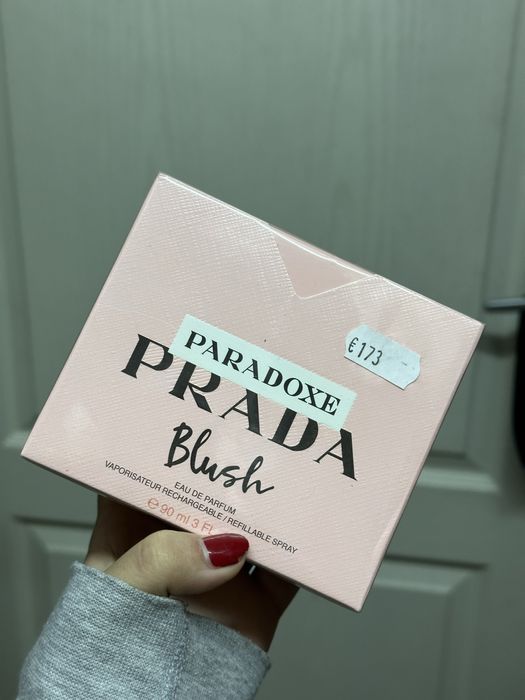 €173
PARADOXE
PRADA
Blush
EAU DE PARFUM
VAPORISATEUR RECHARGEABLE / REFILLABLE SPRAY
℮ 90 ml 3 Fl.